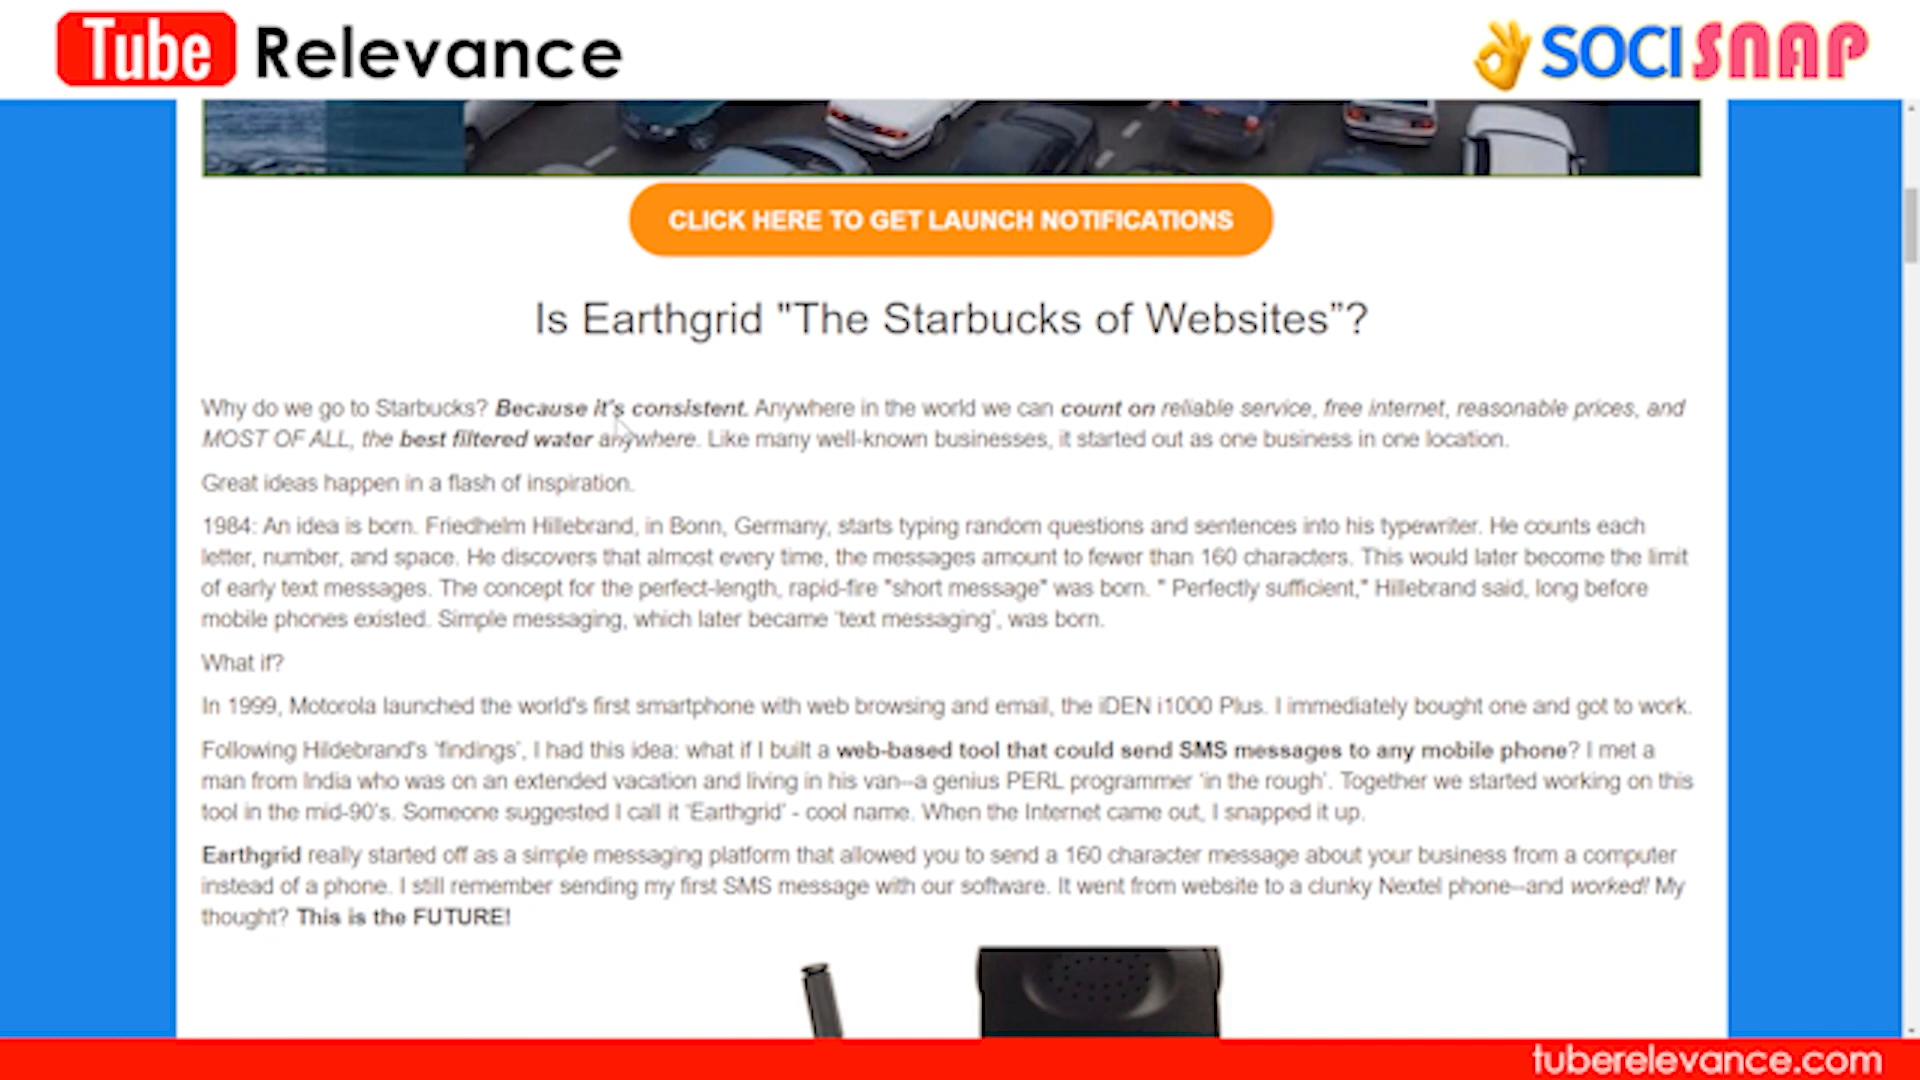 Tube Relevance
SOCISNAP
CLICK HERE TO GET LAUNCH NOTIFICATIONS
Is Earthgrid "The Starbucks of Websites”?
Why do we go to Starbucks? Because it's consistent. Anywhere in the world we can count on reliable service, free internet, reasonable prices, and
MOST OF ALL, the best filtered water anywhere. Like many well-known businesses, it started out as one business in one location.
Great ideas happen in a flash of inspiration.
1984: An idea is born. Friedhelm Hillebrand, in Bonn, Germany, starts typing random questions and sentences into his typewriter. He counts each
letter, number, and space. He discovers that almost every time, the messages amount to fewer than 160 characters. This would later become the limit
of early text messages. The concept for the perfect-length, rapid-fire "short message" was born. " Perfectly sufficient," Hillebrand said, long before
mobile phones existed. Simple messaging, which later became 'text messaging', was born.
What if?
In 1999, Motorola launched the world's first smartphone with web browsing and email, the iDEN i1000 Plus. I immediately bought one and got to work.
Following Hildebrand's 'findings', I had this idea: what if I built a web-based tool that could send SMS messages to any mobile phone? I met a
man from India who was on an extended vacation and living in his van--a genius PERL programmer 'in the rough'. Together we started working on this
tool in the mid-90's. Someone suggested I call it 'Earthgrid' - cool name. When the Internet came out, I snapped it up.
Earthgrid really started off as a simple messaging platform that allowed you to send a 160 character message about your business from a computer
instead of a phone. I still remember sending my first SMS message with our software. It went from website to a clunky Nextel phone--and worked! My
thought? This is the FUTURE!
tuberelevance.com